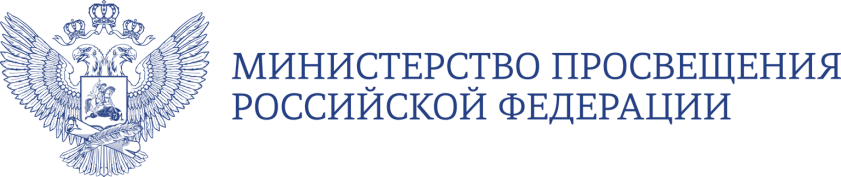 МИНИСТЕРСТВО ПРОСВЕЩЕНИЯ
РОССИЙСКОЙ ФЕДЕРАЦИИ